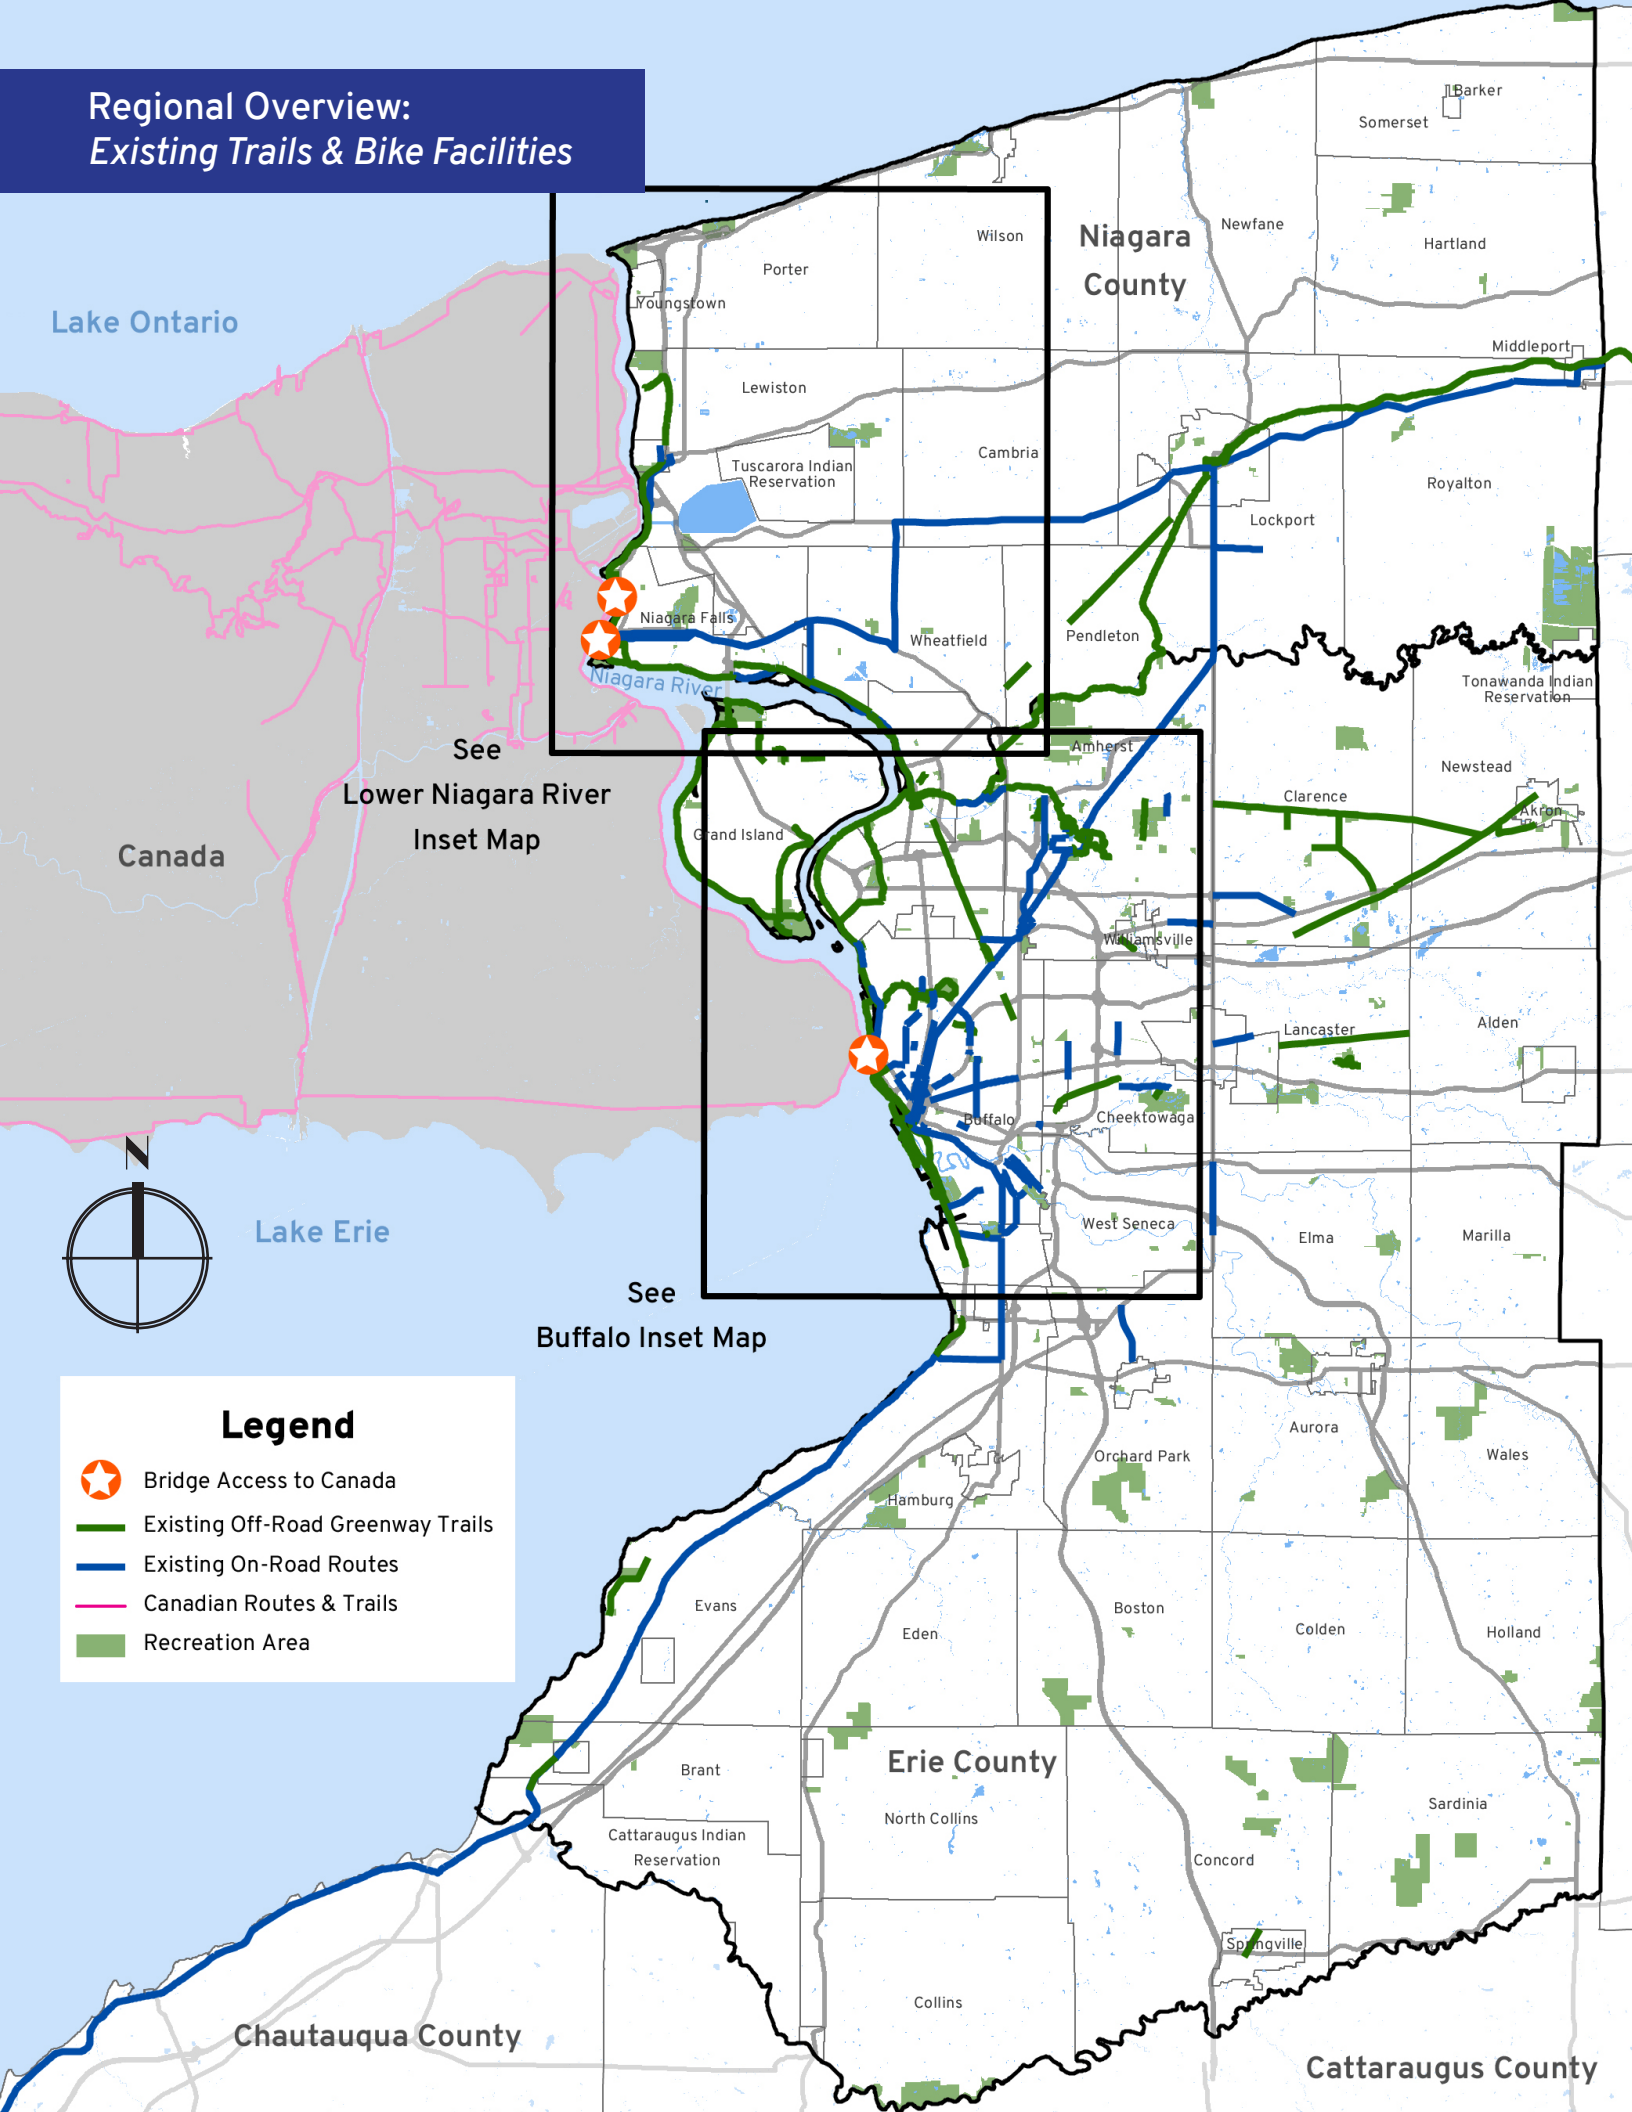 Regional Overview:
Existing Trails & Bike Facilities
Barker
Somerset
Newfane
Hartland
Wilson
Niagara
County
Porter
Youngstown
Lake Ontario
Middleport
Lewiston
Cambria
Tuscarora Indian
Reservation
Royalton
Lockport
Niagara Falls
Wheatfield
Pendleton
Niagara River
Tonawanda Indian
Reservation
See
Lower Niagara River
Inset Map
Amherst
Newstead
Clarence
Akron
Grand Island
Canada
Williamsville
Lancaster
Alden
Buffalo
Cheektowaga
N
Lake Erie
West Seneca
Elma
Marilla
See
Buffalo Inset Map
Legend
Bridge Access to Canada
Existing Off-Road Greenway Trails
Existing On-Road Routes
Canadian Routes & Trails
Recreation Area
Aurora
Orchard Park
Wales
Hamburg
Evans
Eden
Boston
Colden
Holland
Brant
Erie County
North Collins
Sardinia
Cattaraugus Indian
Reservation
Concord
Springville
Collins
Chautauqua County
Cattaraugus County